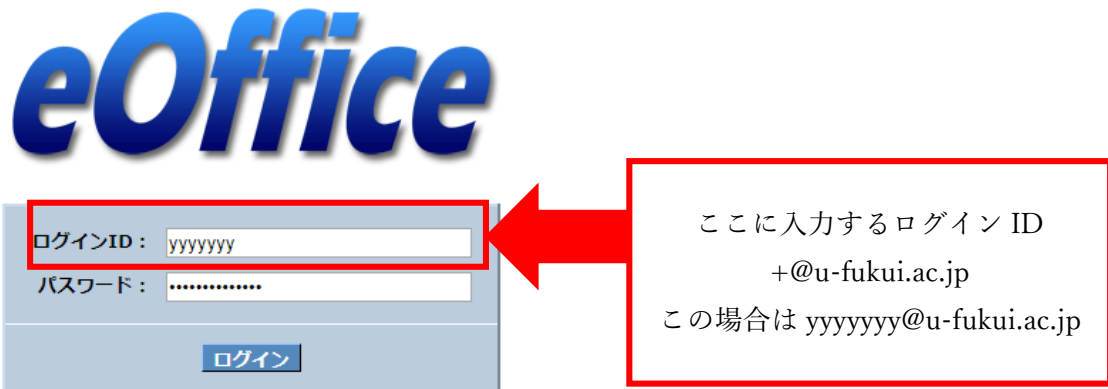 eOffice
ログインID： yyyyyyy
パスワード： ••••••••••••••
ログイン
ここに入力するログイン ID
+@u-fukui.ac.jp
この場合は yyyyyyy@u-fukui.ac.jp